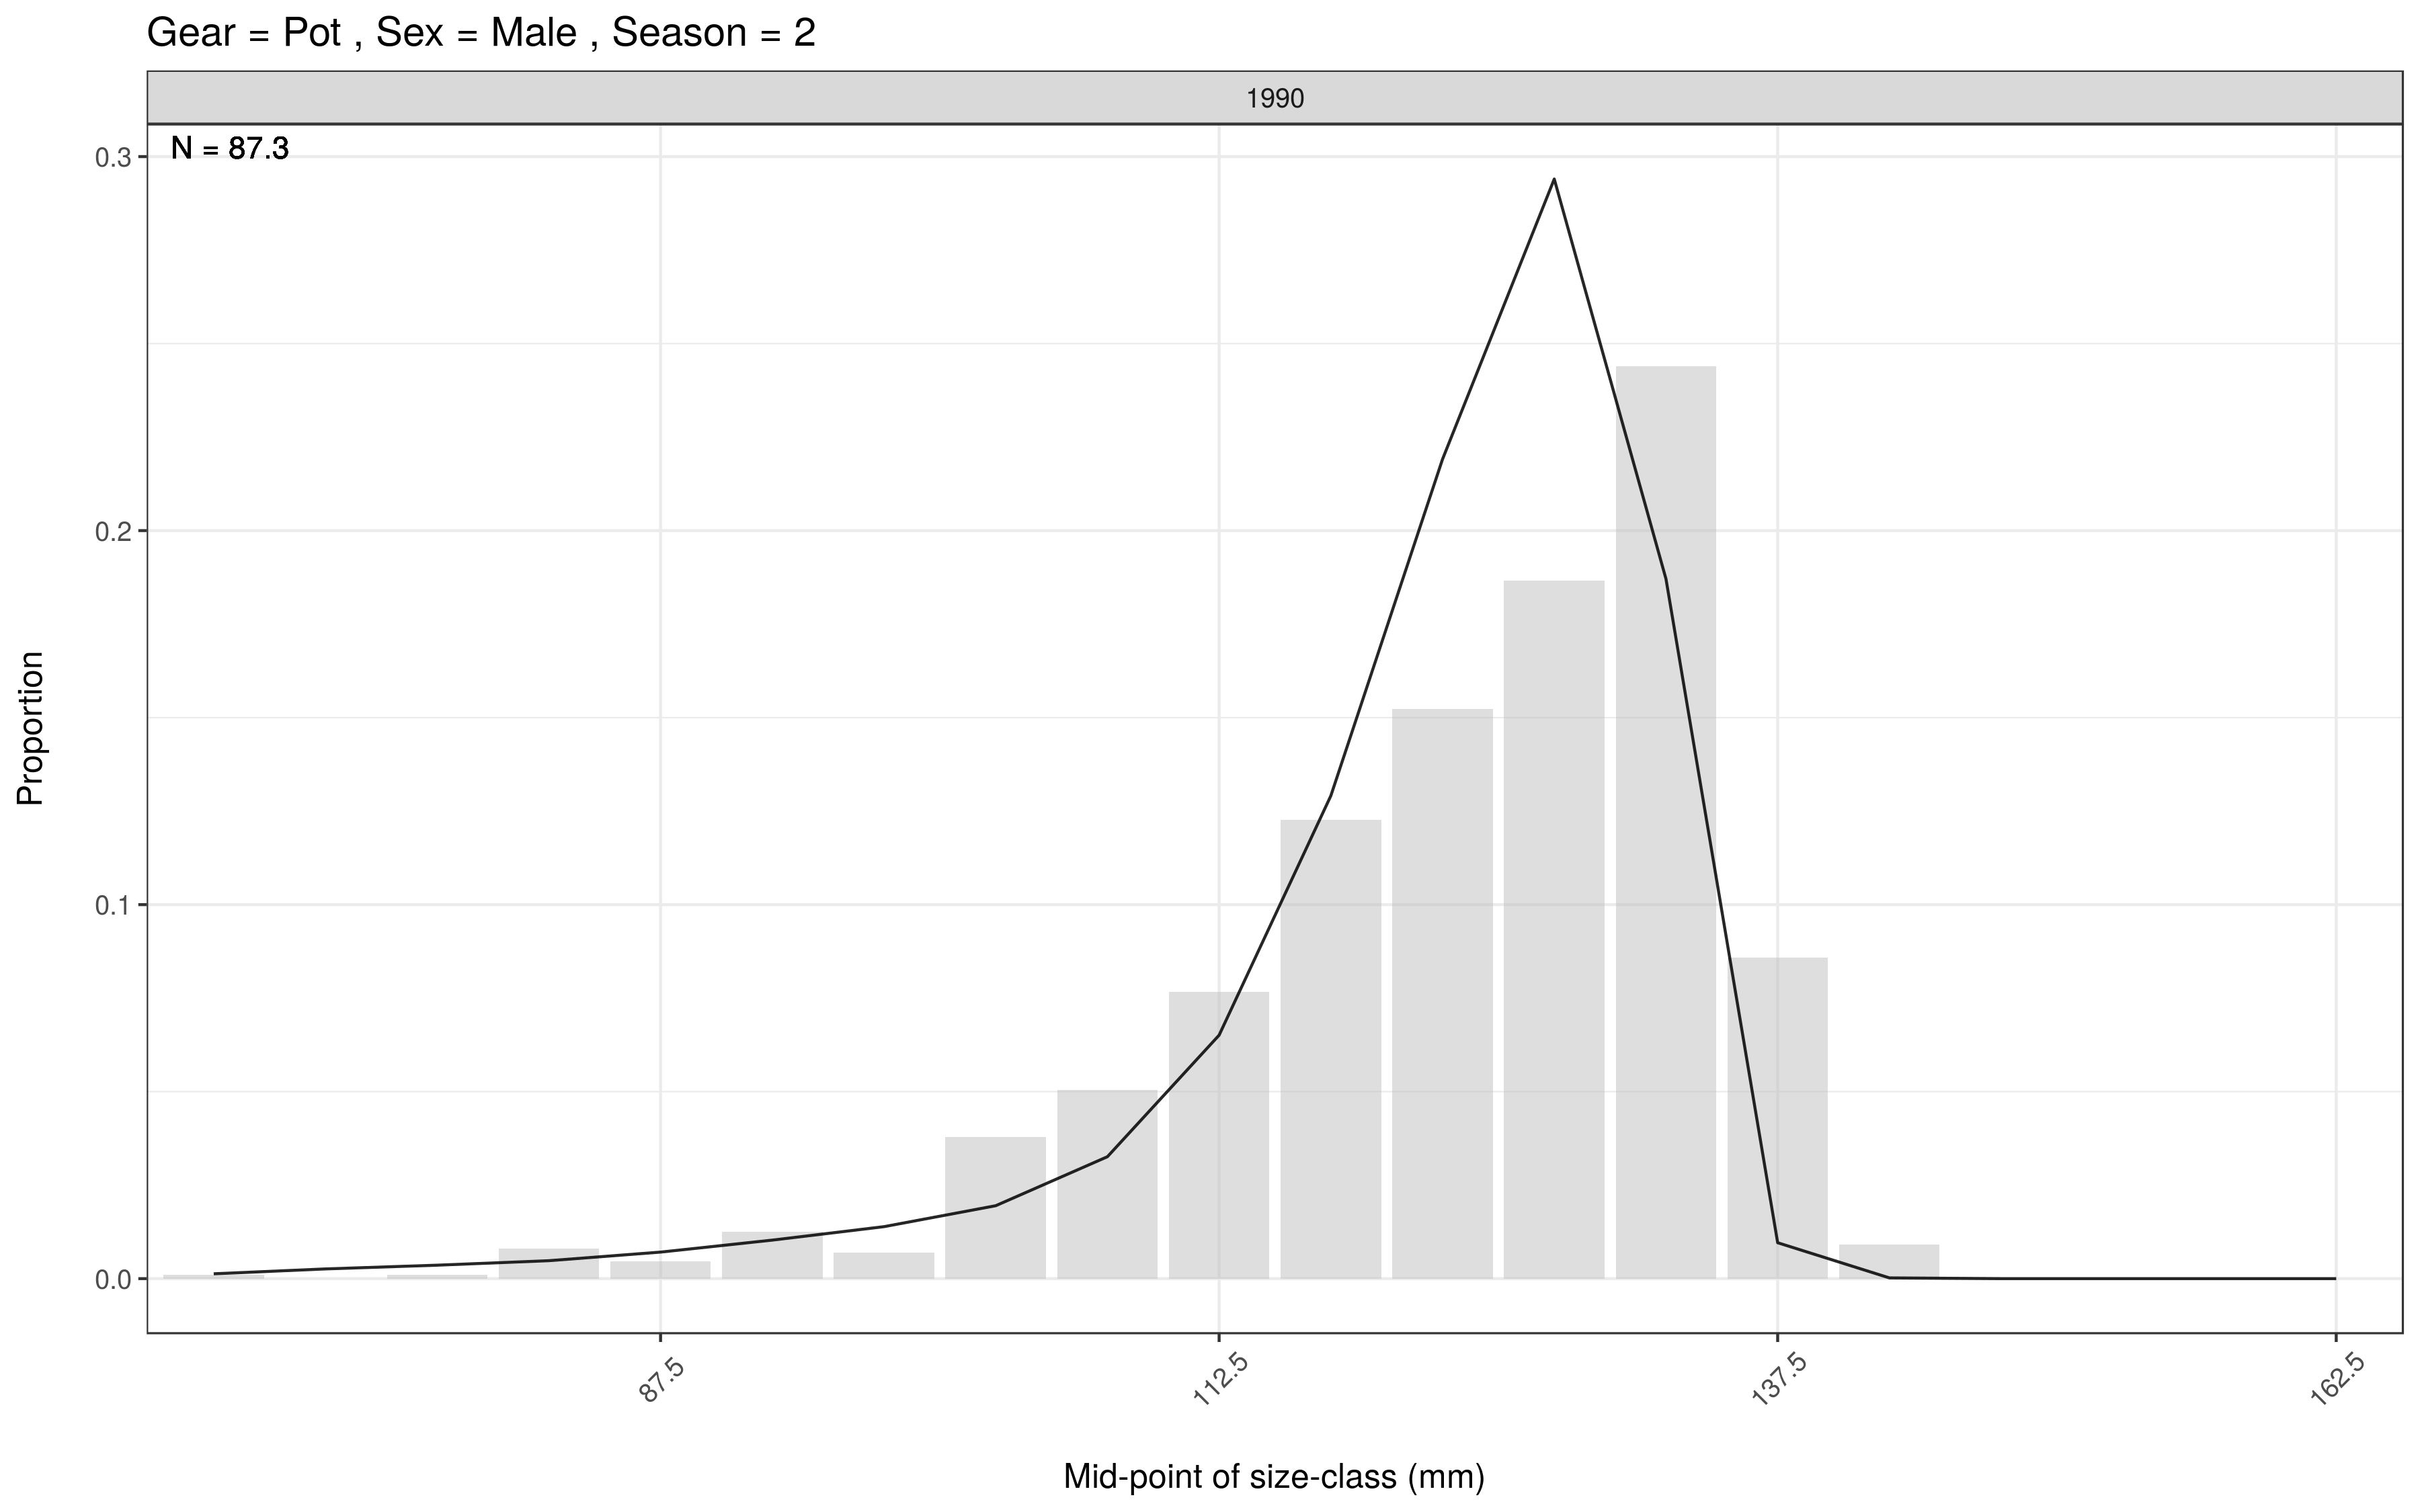 Gear = Pot , Sex = Male , Season = 2
1990
N = 87.3
0.3
0.2
0.1
0.0
Proportion
87.5
112.5
137.5
162.5
Mid-point of size-class (mm)